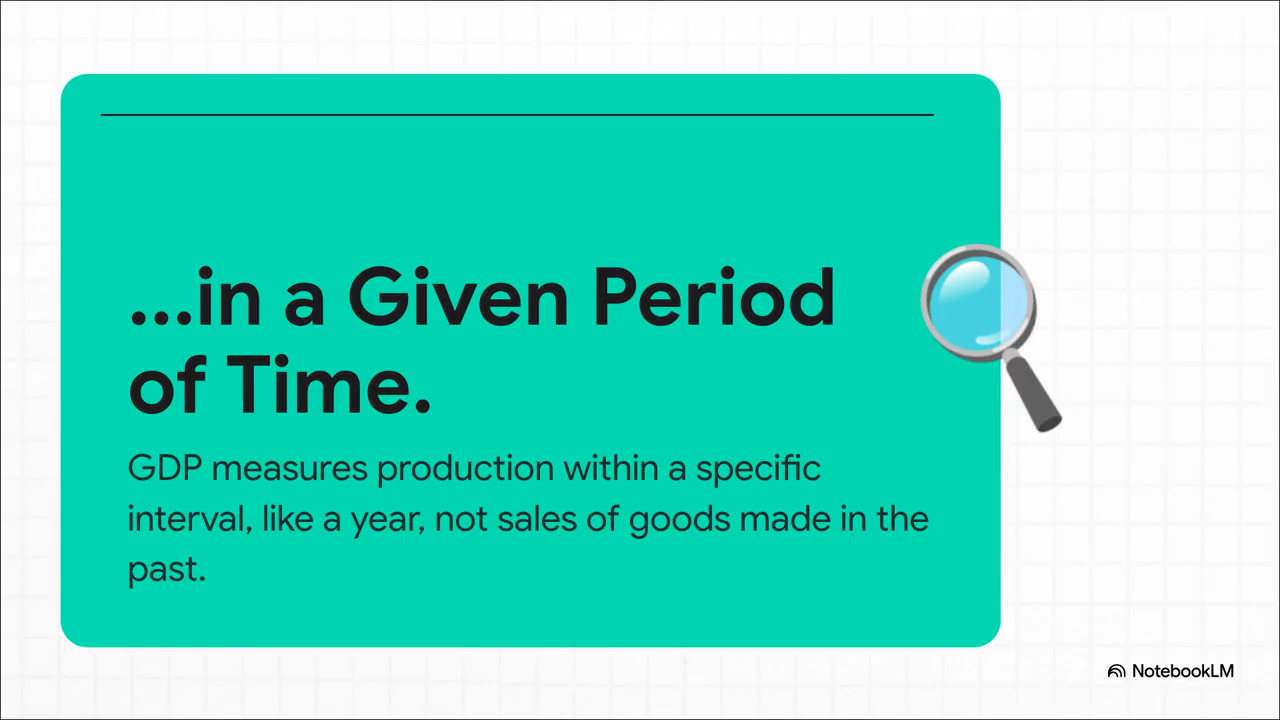 ...in a Given Period
of Time.
GDP measures production within a specific
interval, like a year, not sales of goods made in the
past.
NotebookLM